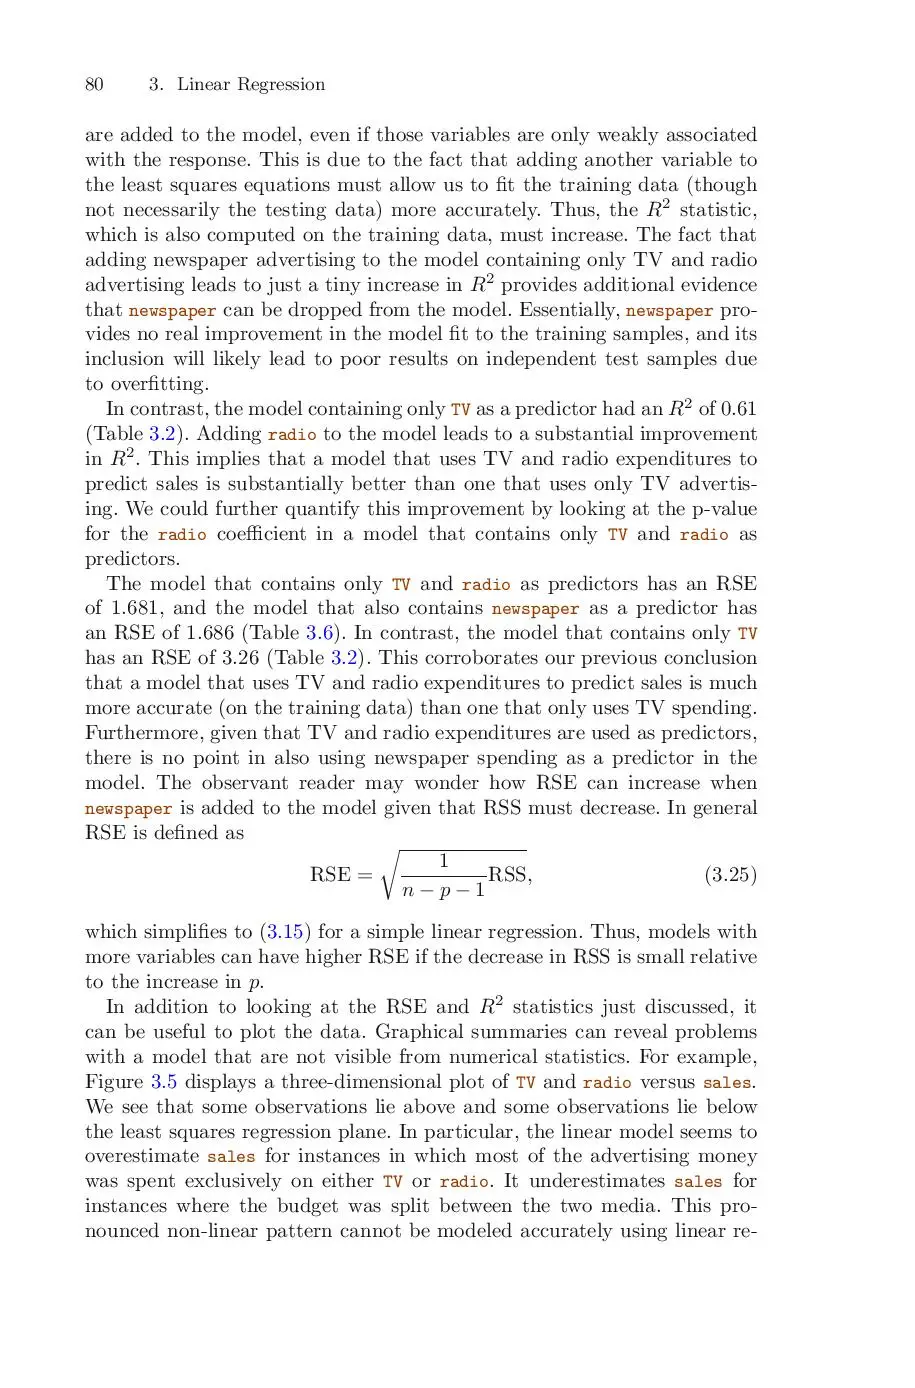 80 3. Linear Regression
are added to the model, even if those variables are only weakly associated
with the response. This is due to the fact that adding another variable to
the least squares equations must allow us to fit the training data (though
not necessarily the testing data) more accurately. Thus, the R² statistic,
which is also computed on the training data, must increase. The fact that
adding newspaper advertising to the model containing only TV and radio
advertising leads to just a tiny increase in R² provides additional evidence
that newspaper can be dropped from the model. Essentially, newspaper pro-
vides no real improvement in the model fit to the training samples, and its
inclusion will likely lead to poor results on independent test samples due
to overfitting.
In contrast, the model containing only TV as a predictor had an R² of 0.61
(Table 3.2). Adding radio to the model leads to a substantial improvement
in R². This implies that a model that uses TV and radio expenditures to
predict sales is substantially better than one that uses only TV advertis-
ing. We could further quantify this improvement by looking at the p-value
for the radio coefficient in a model that contains only TV and radio as
predictors.
The model that contains only TV and radio as predictors has an RSE
of 1.681, and the model that also contains newspaper as a predictor has
an RSE of 1.686 (Table 3.6). In contrast, the model that contains only TV
has an RSE of 3.26 (Table 3.2). This corroborates our previous conclusion
that a model that uses TV and radio expenditures to predict sales is much
more accurate (on the training data) than one that only uses TV spending.
Furthermore, given that TV and radio expenditures are used as predictors,
there is no point in also using newspaper spending as a predictor in the
model. The observant reader may wonder how RSE can increase when
newspaper is added to the model given that RSS must decrease. In general
RSE is defined as
RSE = √(1/(n − p − 1) RSS), (3.25)
which simplifies to (3.15) for a simple linear regression. Thus, models with
more variables can have higher RSE if the decrease in RSS is small relative
to the increase in p.
In addition to looking at the RSE and R² statistics just discussed, it
can be useful to plot the data. Graphical summaries can reveal problems
with a model that are not visible from numerical statistics. For example,
Figure 3.5 displays a three-dimensional plot of TV and radio versus sales.
We see that some observations lie above and some observations lie below
the least squares regression plane. In particular, the linear model seems to
overestimate sales for instances in which most of the advertising money
was spent exclusively on either TV or radio. It underestimates sales for
instances where the budget was split between the two media. This pro-
nounced non-linear pattern cannot be modeled accurately using linear re-